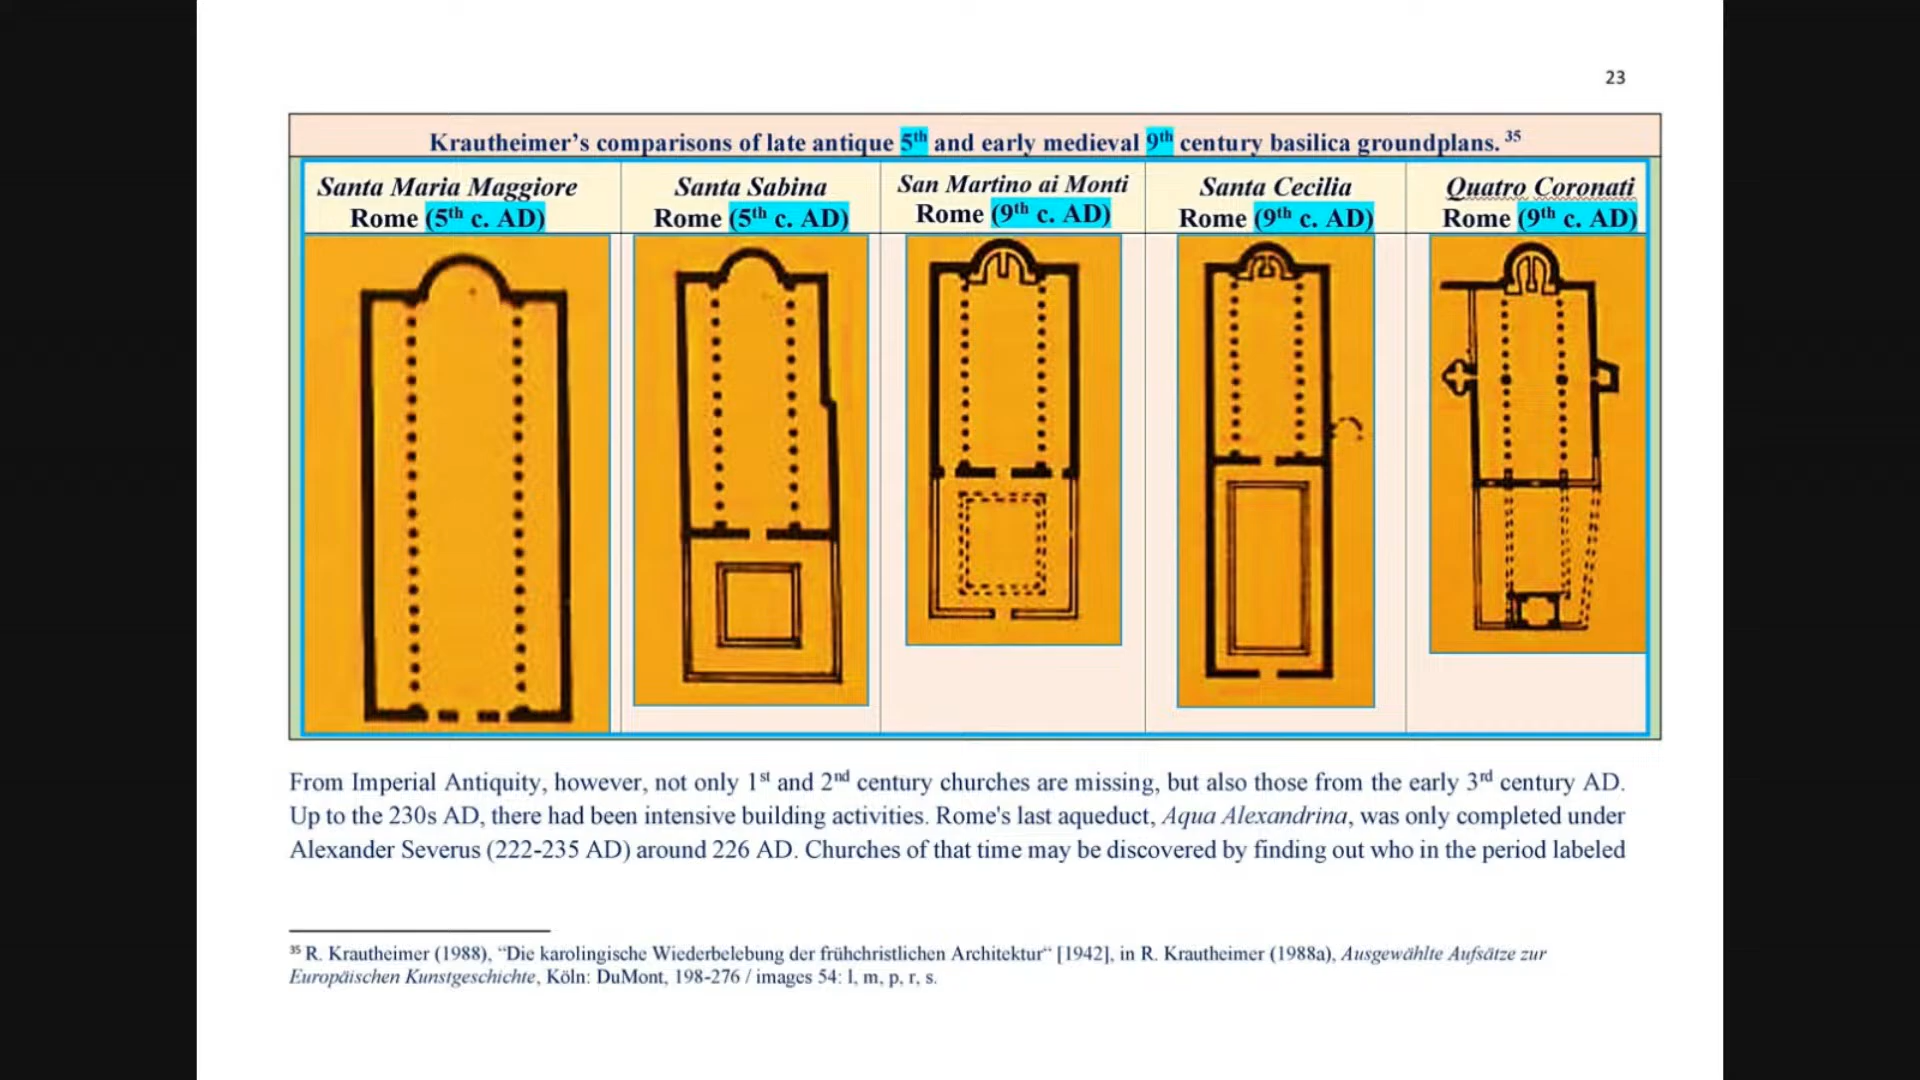 23
Krautheimer’s comparisons of late antique 5th and early medieval 9th century basilica groundplans. 35
Santa Maria Maggiore
Rome (5th c. AD)
Santa Sabina
Rome (5th c. AD)
San Martino ai Monti
Rome (9th c. AD)
Santa Cecilia
Rome (9th c. AD)
Quatro Coronati
Rome (9th c. AD)
From Imperial Antiquity, however, not only 1st and 2nd century churches are missing, but also those from the early 3rd century AD.
Up to the 230s AD, there had been intensive building activities. Rome's last aqueduct, Aqua Alexandrina, was only completed under
Alexander Severus (222-235 AD) around 226 AD. Churches of that time may be discovered by finding out who in the period labeled
35 R. Krautheimer (1988), “Die karolingische Wiederbelebung der frühchristlichen Architektur“ [1942], in R. Krautheimer (1988a), Ausgewählte Aufsätze zur
Europäischen Kunstgeschichte, Köln: DuMont, 198-276 / images 54: l, m, p, r, s.